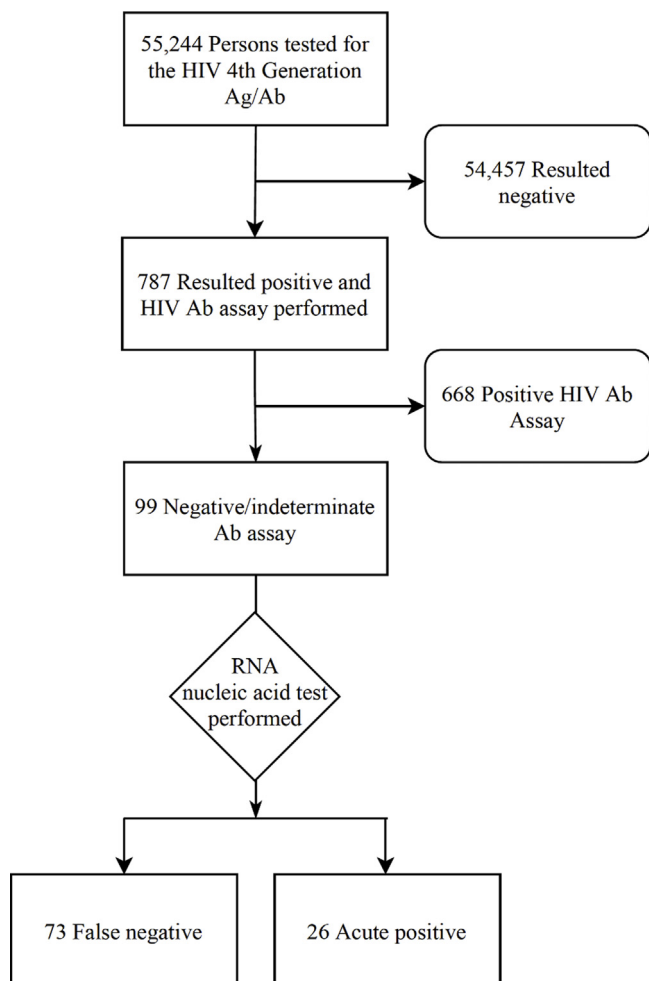 55,244 Persons tested for
the HIV 4th Generation
Ag/Ab
54,457 Resulted
negative
787 Resulted positive and
HIV Ab assay performed
668 Positive HIV Ab
Assay
99 Negative/indeterminate
Ab assay
RNA
nucleic acid test
performed
73 False negative
26 Acute positive